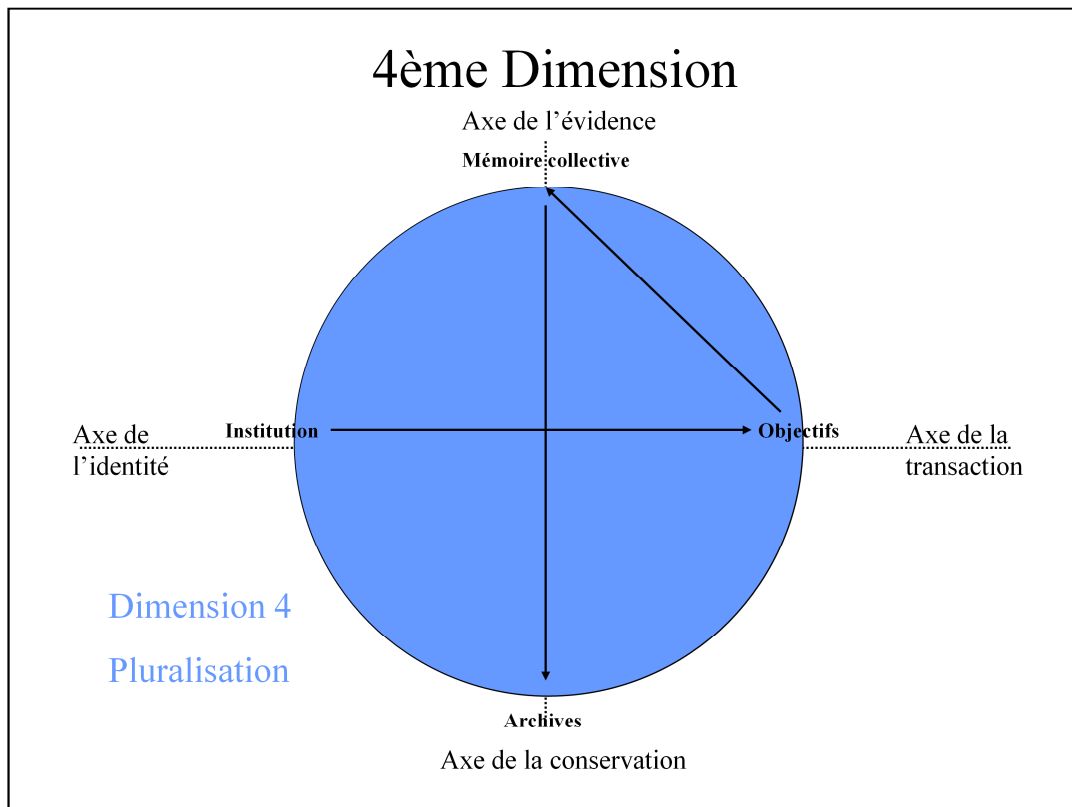 4ème Dimension
Axe de l’évidence
Mémoire collective
Axe de
l’identité
Institution
Objectifs
Axe de la
transaction
Dimension 4
Pluralisation
Archives
Axe de la conservation